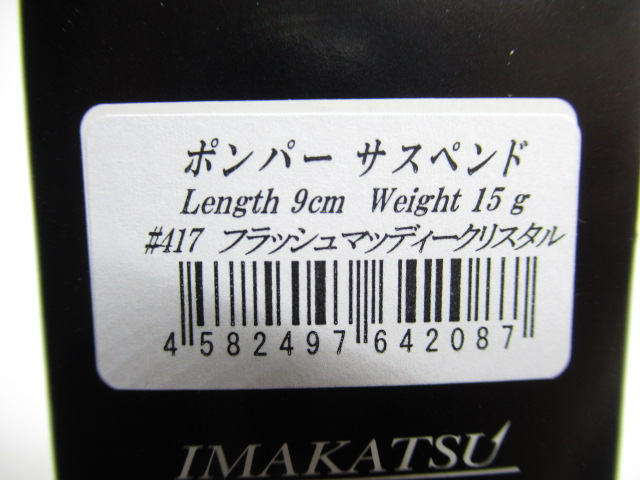 ポンパー サスペンド
Length 9cm Weight 15 g
#417 フラッシュマッディークリスタル
4 582497 642087
IMAKATSU